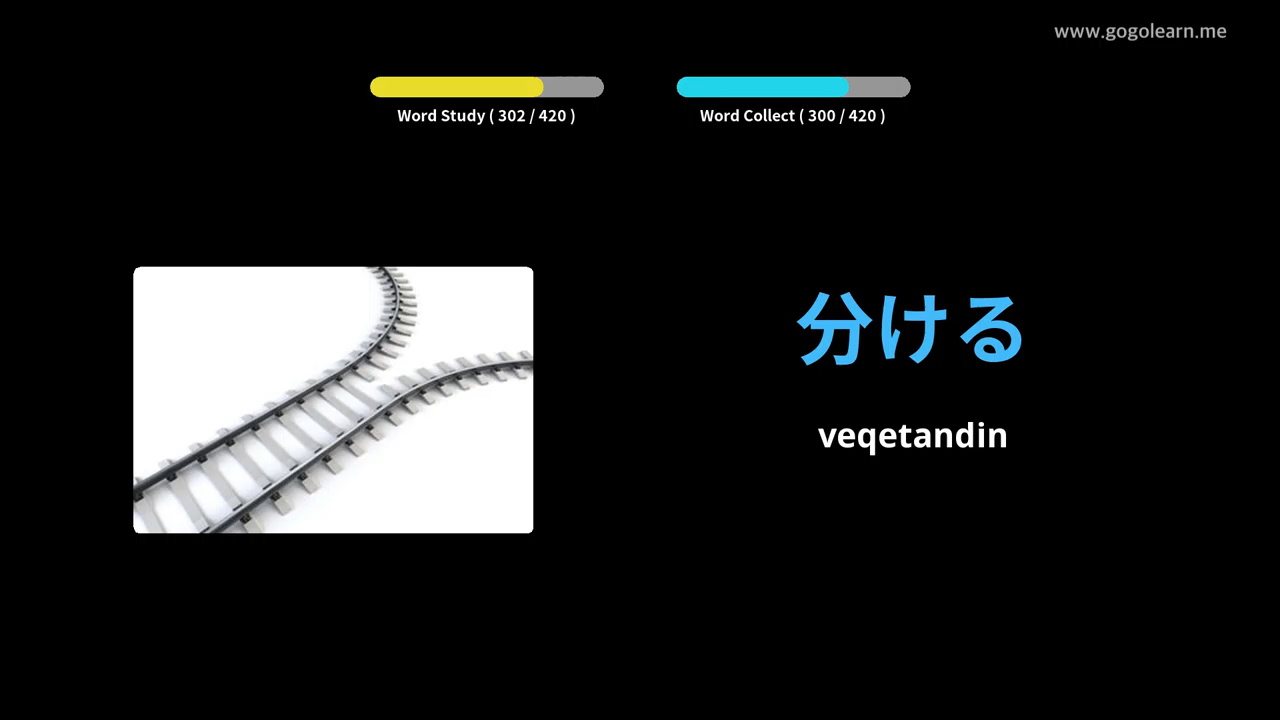 www.gogolearn.me
Word Study ( 302 / 420 )
Word Collect ( 300 / 420 )
分ける
veqetandin